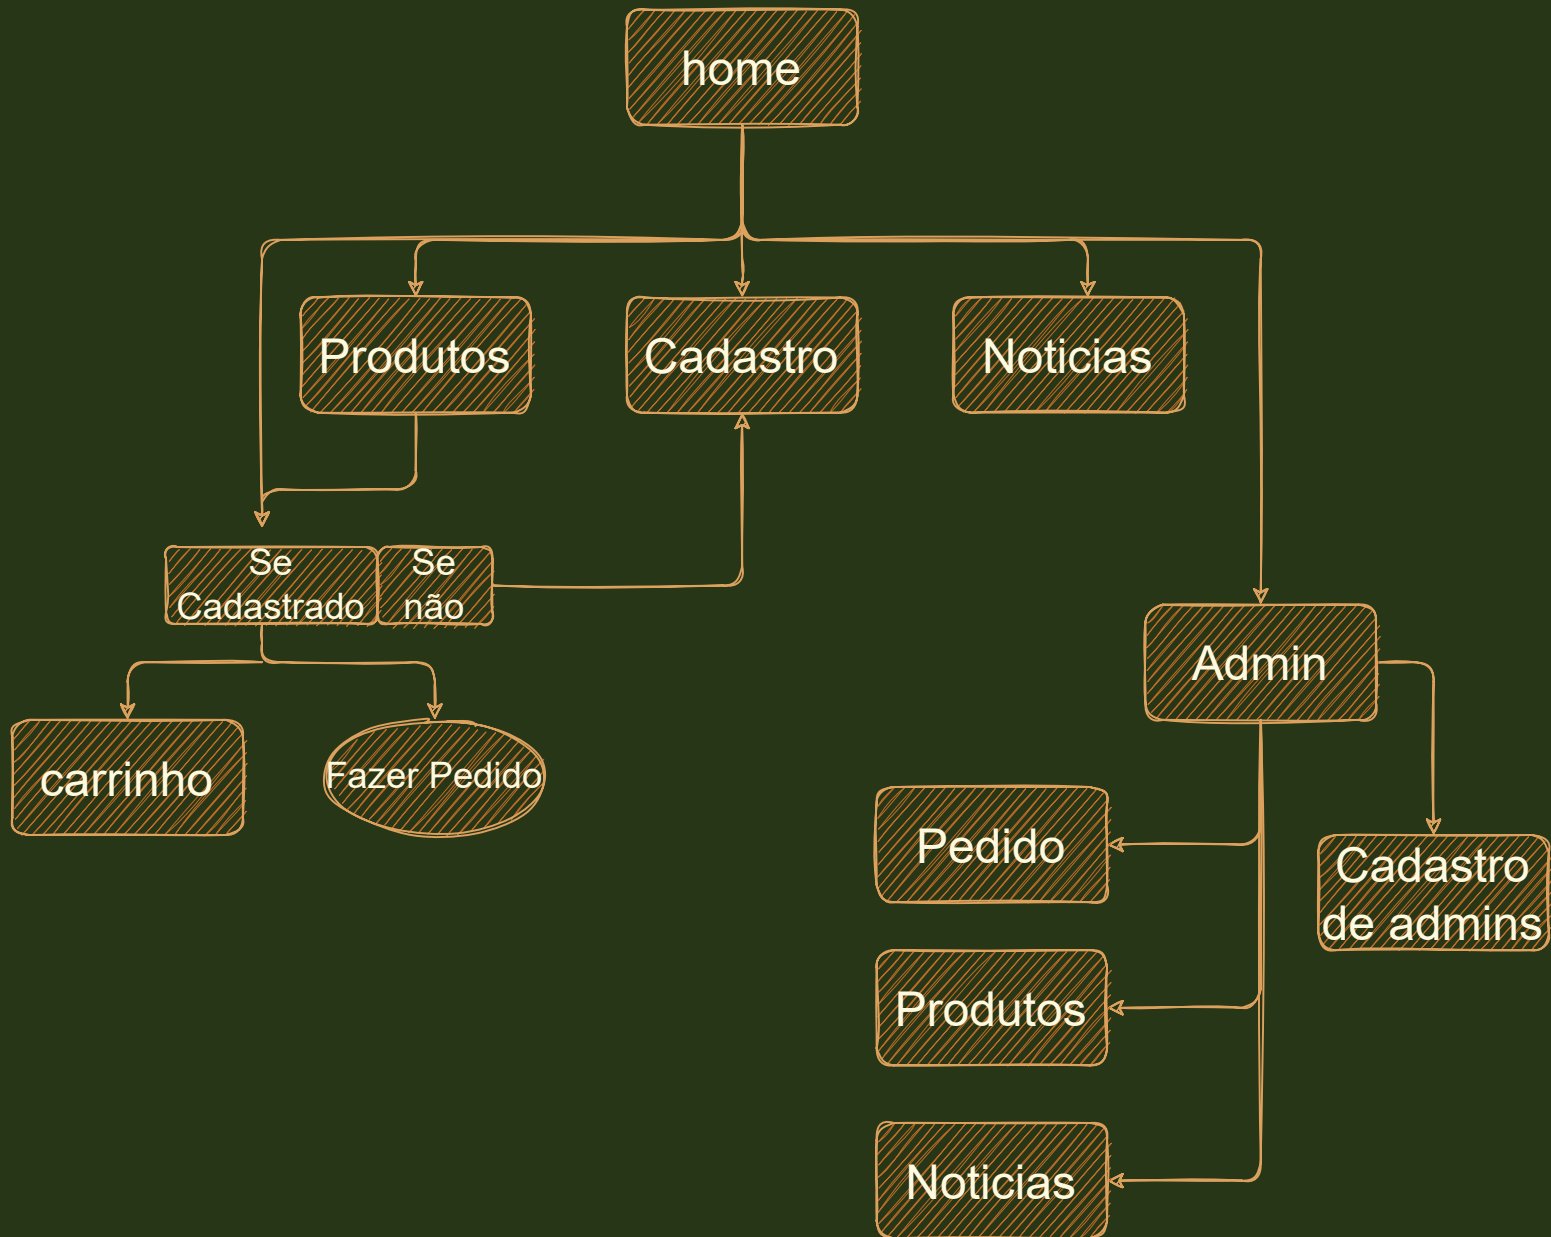 home
Produtos
Cadastro
Noticias
Se
Cadastrado
Se
não
Admin
carrinho
Fazer Pedido
Pedido
Cadastro
de admins
Produtos
Noticias